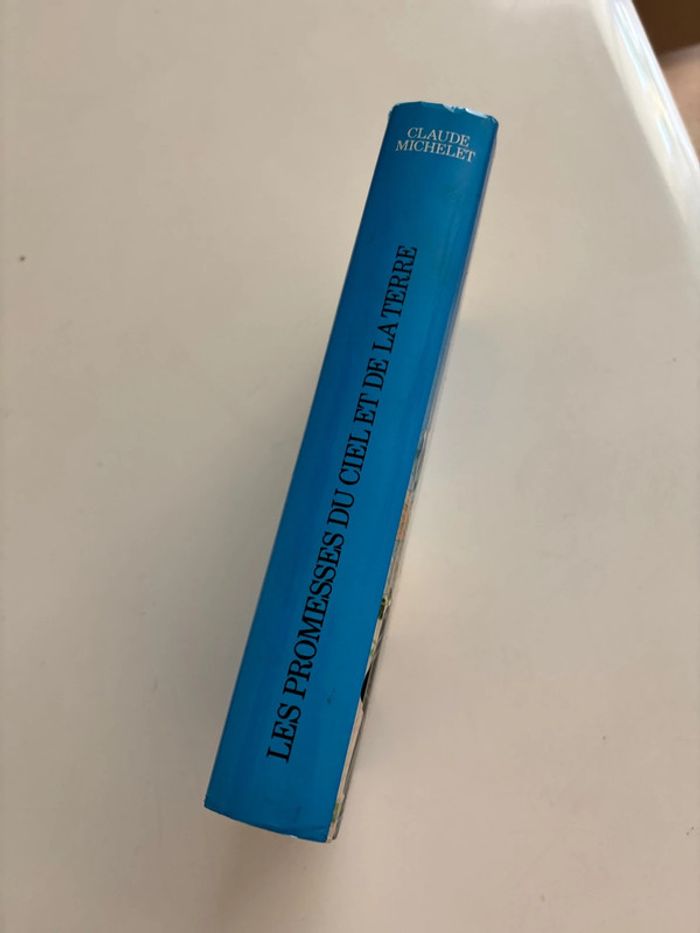 CLAUDE
MICHELET
LES PROMESSES DU CIEL ET DE LA TERRE